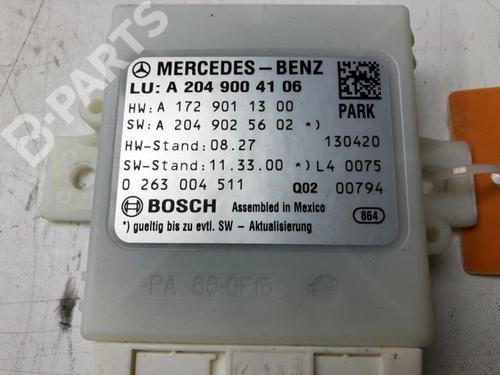 B-PARTS
MERCEDES-BENZ
LU: A 204 900 41 06
HW: A 172 901 13 00
PARK
SW: A 204 902 56 02 *)
HW-Stand: 08.27
130420
SW-Stand: 11.33.00 *) L4 0075
0 263 004 511
Q02 00794
BOSCH
Assembled in Mexico
864
*) gueltig bis zu evtl. SW - Aktualisierung
PA 66-GF15